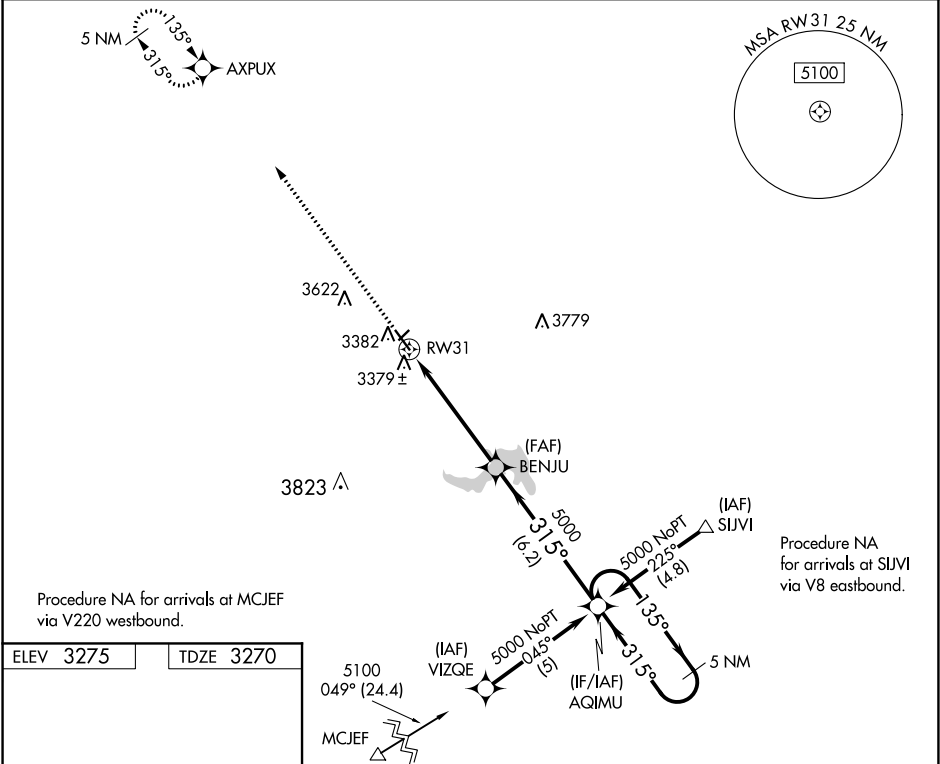 5 NM
135°
315°
AXPUX
MSA RW31 25 NM
5100
3622
3382
RW31
3379±
3779
(FAF)
BENJU
3823
5000
315°
(6.2)
(IAF)
SIJVI
5000 NoPT
225°
(4.8)
Procedure NA
for arrivals at SIJVI
via V8 eastbound.
135°
315°
5 NM
(IF/IAF)
AQIMU
5000 NoPT
045°
(5)
(IAF)
VIZQE
5100
049° (24.4)
MCJEF
Procedure NA for arrivals at MCJEF
via V220 westbound.
ELEV 3275
TDZE 3270